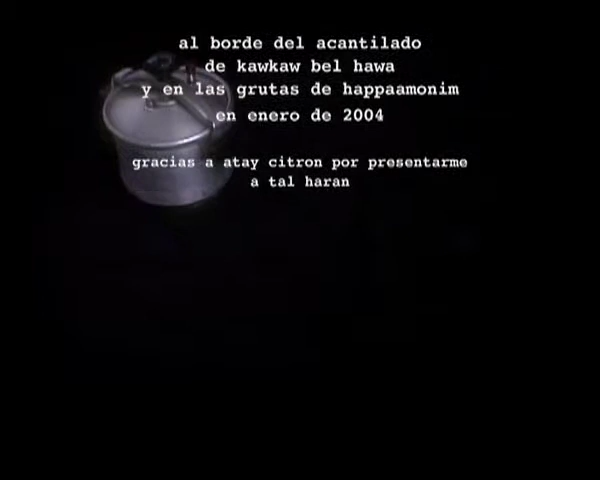 al borde del acantilado
de kawkaw bel hawa
y en las grutas de happaamonim
en enero de 2004
gracias a atay citron por presentarme
a tal haran